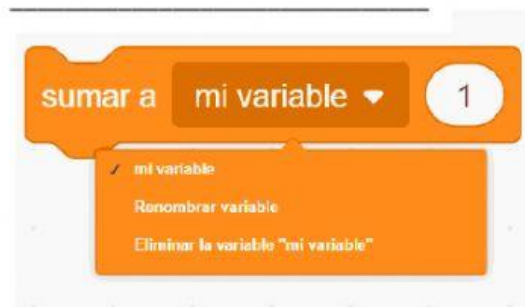 sumar a mi variable 1
✓ mi variable
Renombrar variable
Eliminar la variable "mi variable"